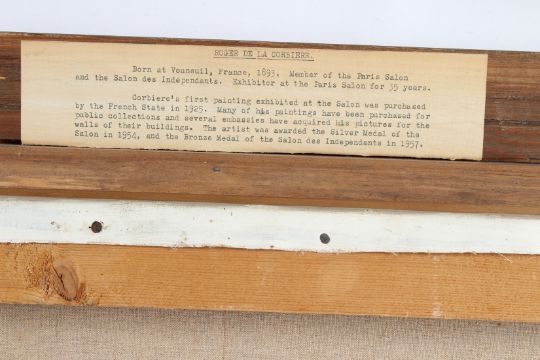 ROGER DE LA CORBIERE.
Born at Vouneuil, France, 1893. Member of the Paris Salon
and the Salon des Independants. Exhibitor at the Paris Salon for 35 years.
Corbiere's first painting exhibited at the Salon was purchased
by the French State in 1925. Many of his paintings have been purchased for
public collections and several embassies have acquired his pictures for the
walls of their buildings. The artist was awarded the Silver Medal of the
Salon in 1954, and the Bronze Medal of the Salon des Independants in 1957.